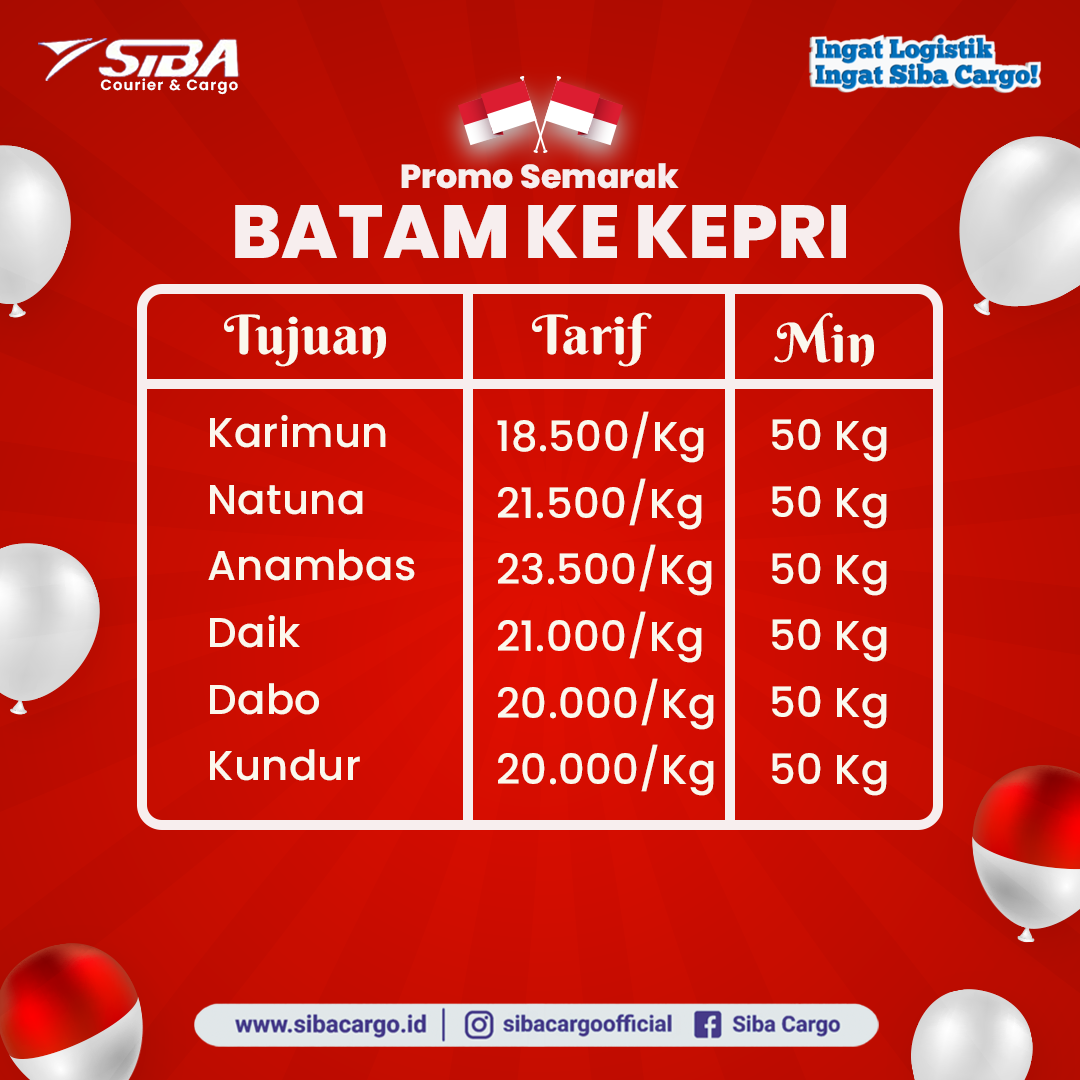 SIBA
Courier & Cargo
Ingat Logistik
Ingat Siba Cargo!
Promo Semarak
BATAM KE KEPRI
Tujuan Tarif Min
Karimun 18.500/Kg 50 Kg
Natuna 21.500/Kg 50 Kg
Anambas 23.500/Kg 50 Kg
Daik 21.000/Kg 50 Kg
Dabo 20.000/Kg 50 Kg
Kundur 20.000/Kg 50 Kg
www.sibacargo.id sibacargoofficial Siba Cargo